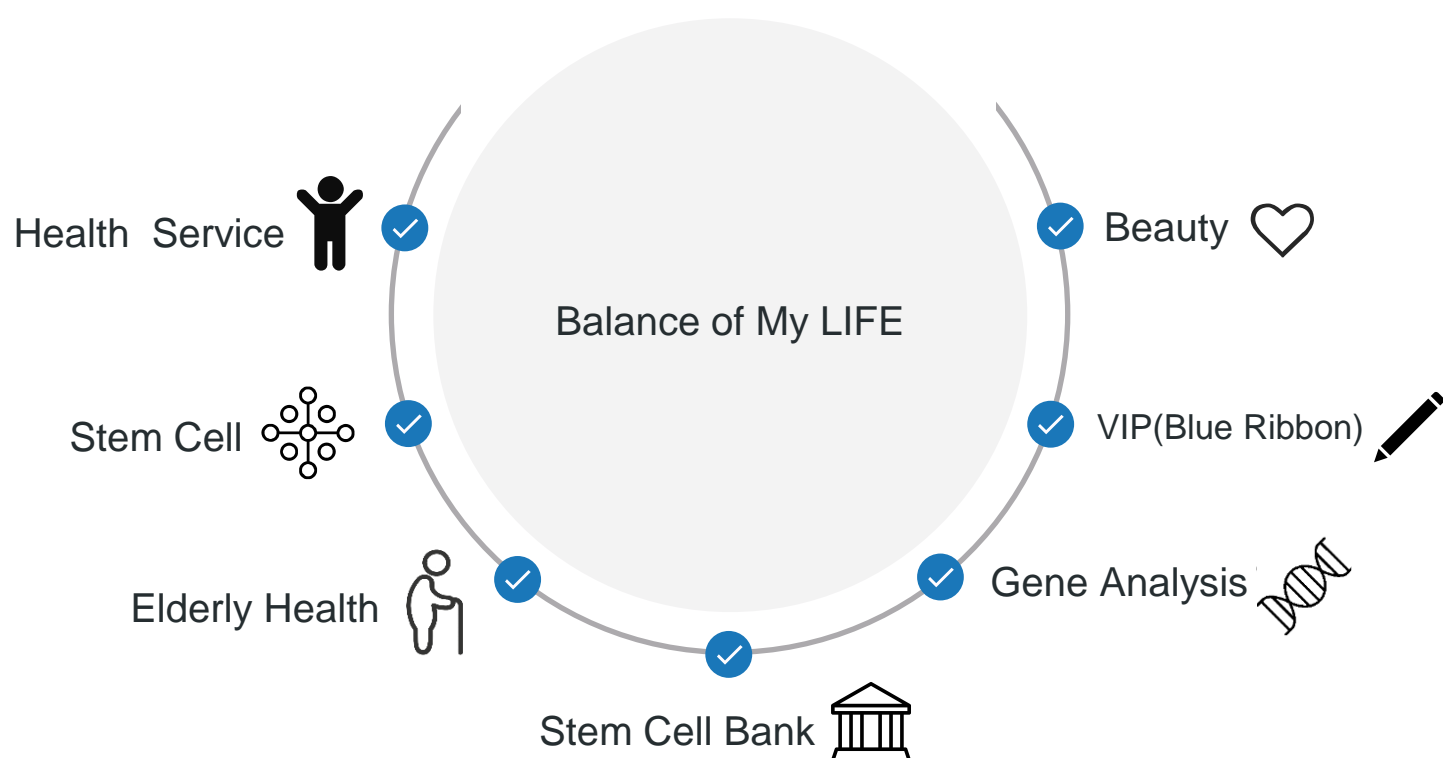 Health  Service
Beauty
Balance of My LIFE
Stem Cell
VIP(Blue Ribbon)
Elderly Health
Gene Analysis
Stem Cell Bank